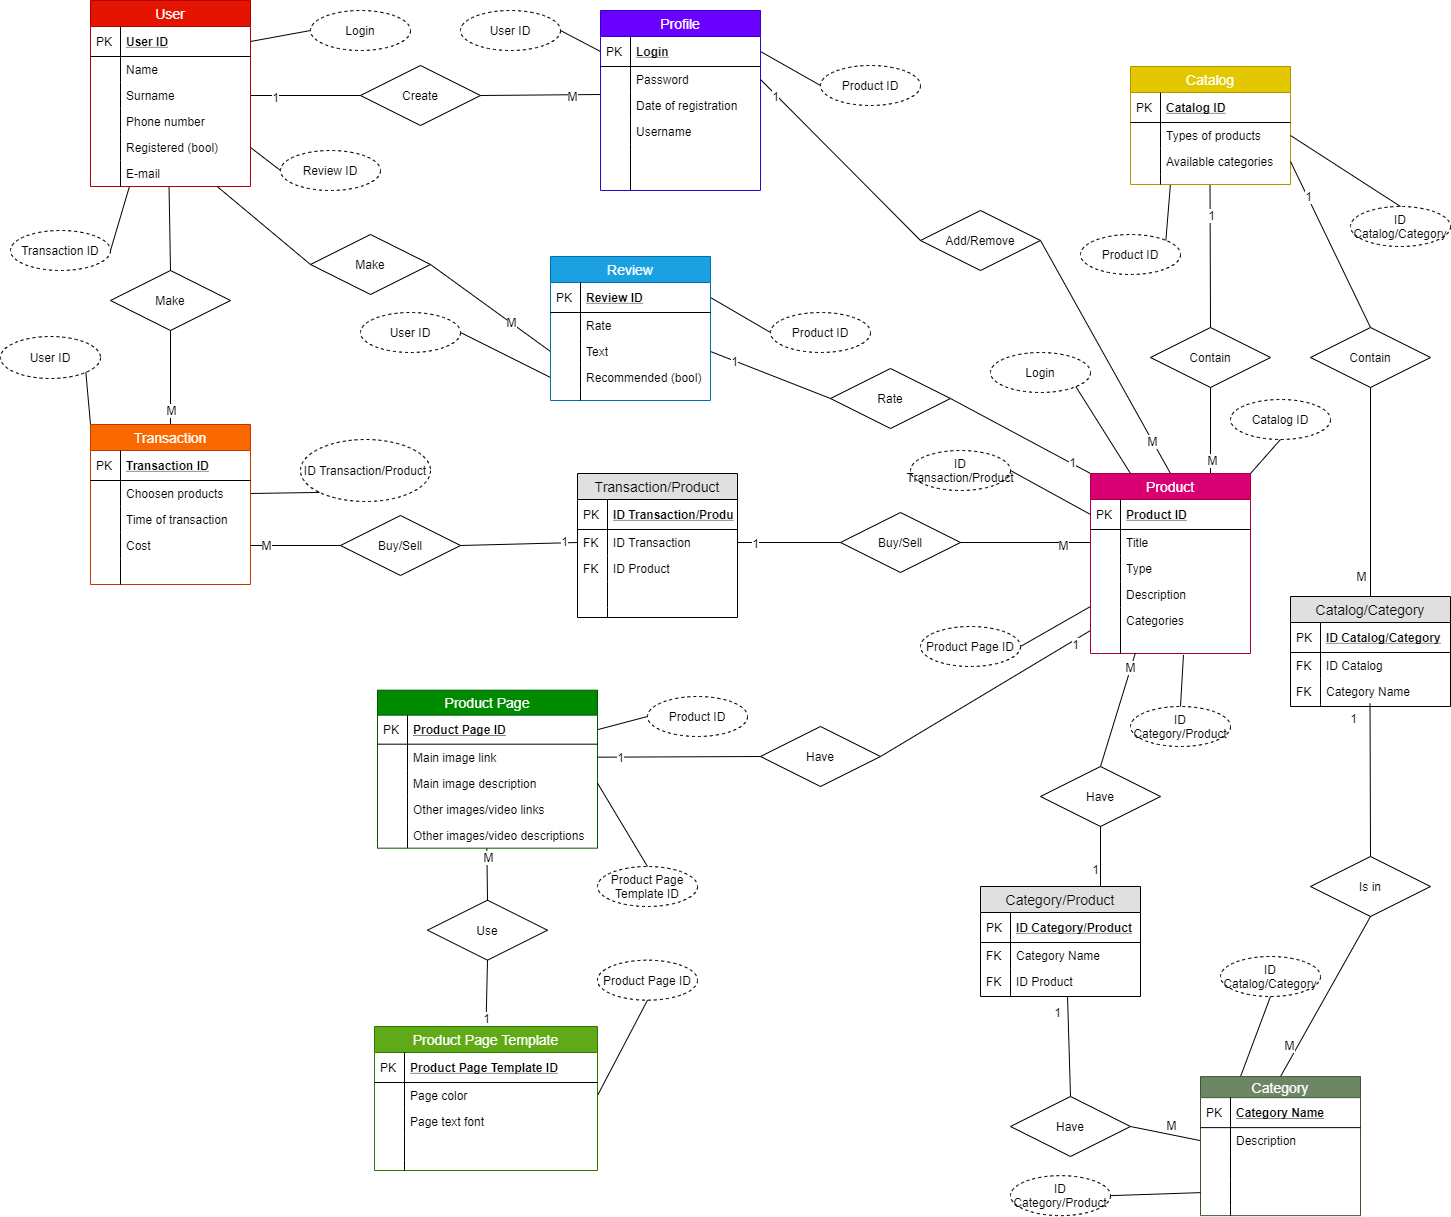 User
PK User ID
Name
Surname
Phone number
Registered (bool)
E-mail
Login
Profile
PK Login
Password
Date of registration
Username
User ID
Product ID
Catalog
PK Catalog ID
Types of products
Available categories
1
Create
M
1
Review ID
Transaction ID
Make
Make
M
M
User ID
Add/Remove
M
Product ID
ID
Catalog/Category
1
1
Contain
Contain
M
M
Review
PK Review ID
Rate
Text
Recommended (bool)
User ID
Product ID
1
Rate
1
Login
Catalog ID
Transaction
PK Transaction ID
Choosen products
Time of transaction
Cost
ID Transaction/Product
M
Buy/Sell
1
Transaction/Product
PK ID Transaction/Produ
FK ID Transaction
FK ID Product
1
Buy/Sell
M
ID
Transaction/Product
Product
PK Product ID
Title
Type
Description
Categories
Product Page ID
1
M
ID
Category/Product
Catalog/Category
PK ID Catalog/Category
FK ID Catalog
FK Category Name
1
Product Page
PK Product Page ID
Main image link
Main image description
Other images/video links
Other images/video descriptions
Product ID
1
Have
Product Page
Template ID
M
Use
1
Have
1
Is in
Category/Product
PK ID Category/Product
FK Category Name
FK ID Product
1
Product Page ID
Product Page Template
PK Product Page Template ID
Page color
Page text font
ID
Catalog/Category
M
Have
M
Category
PK Category Name
Description
ID
Category/Product